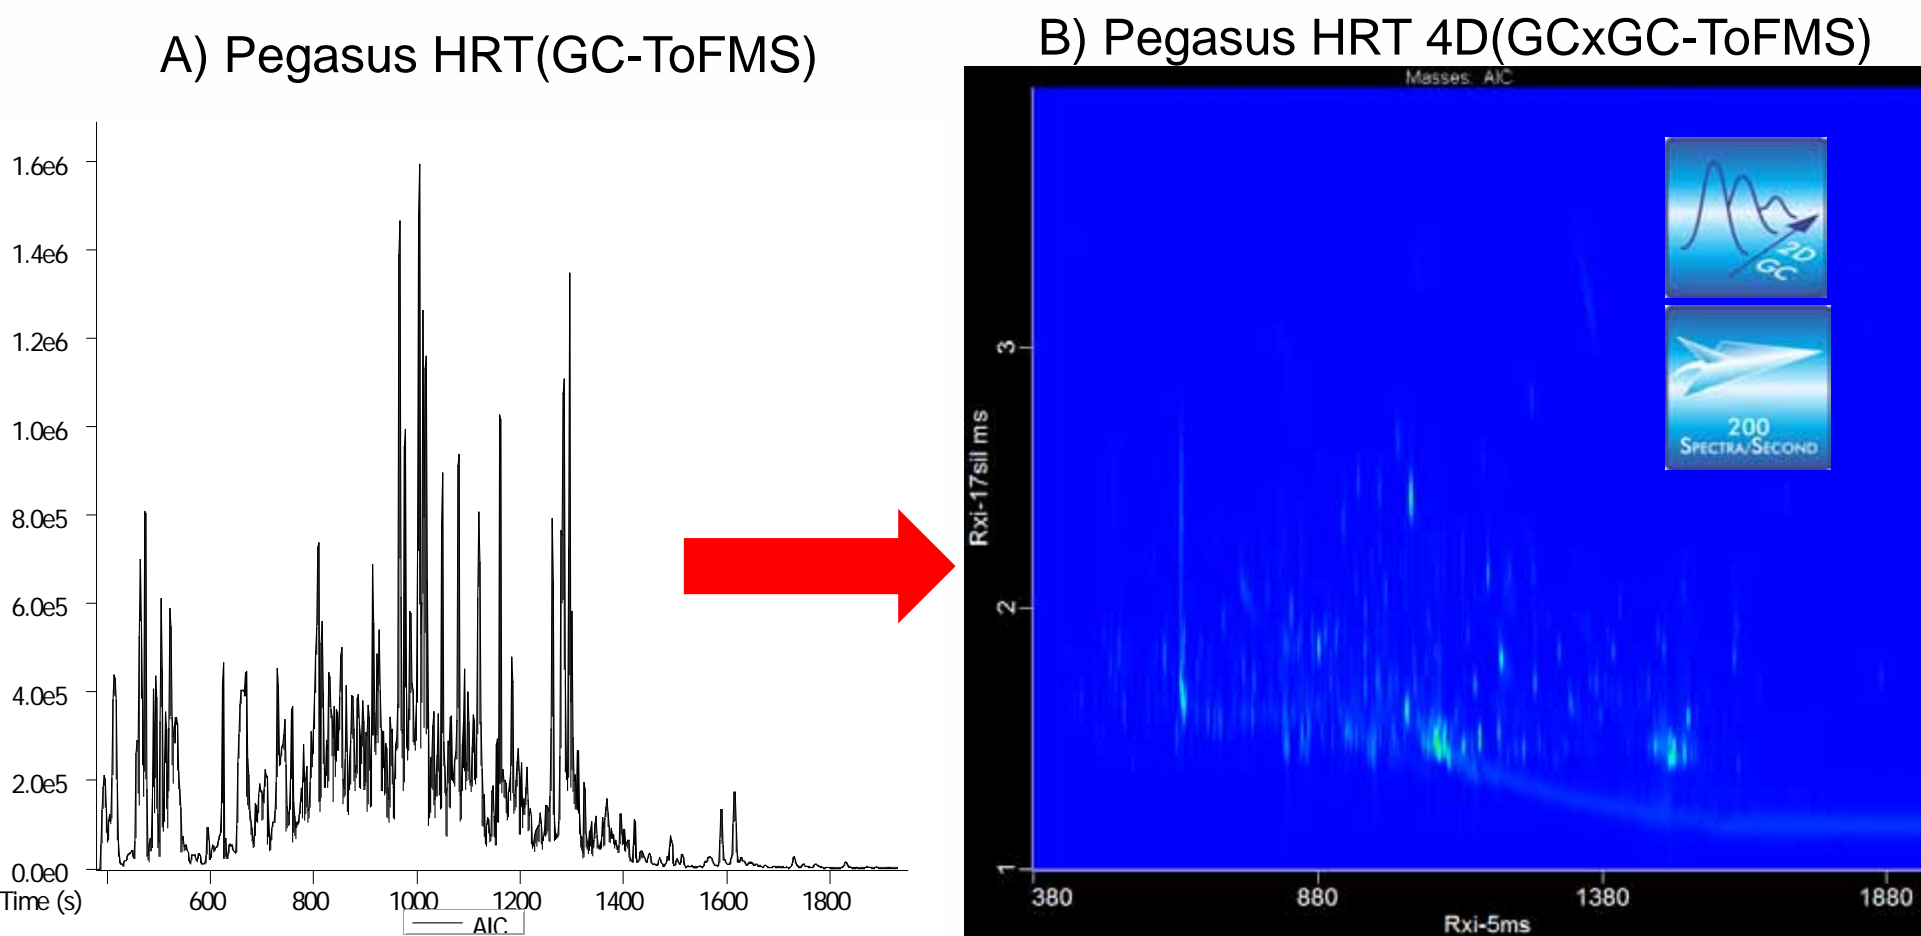 A) Pegasus HRT(GC-ToFMS)
1.6e6
1.4e6
1.2e6
1.0e6
8.0e5
6.0e5
4.0e5
2.0e5
0.0e0
Time (s)
600
800
1000
1200
1400
1600
1800
AIC
B) Pegasus HRT 4D(GCxGC-ToFMS)
Masses: AIC
2D
GC
200
SPECTRA/SECOND
Rxi-17sil ms
3
2
1
380
880
1380
1880
Rxi-5ms